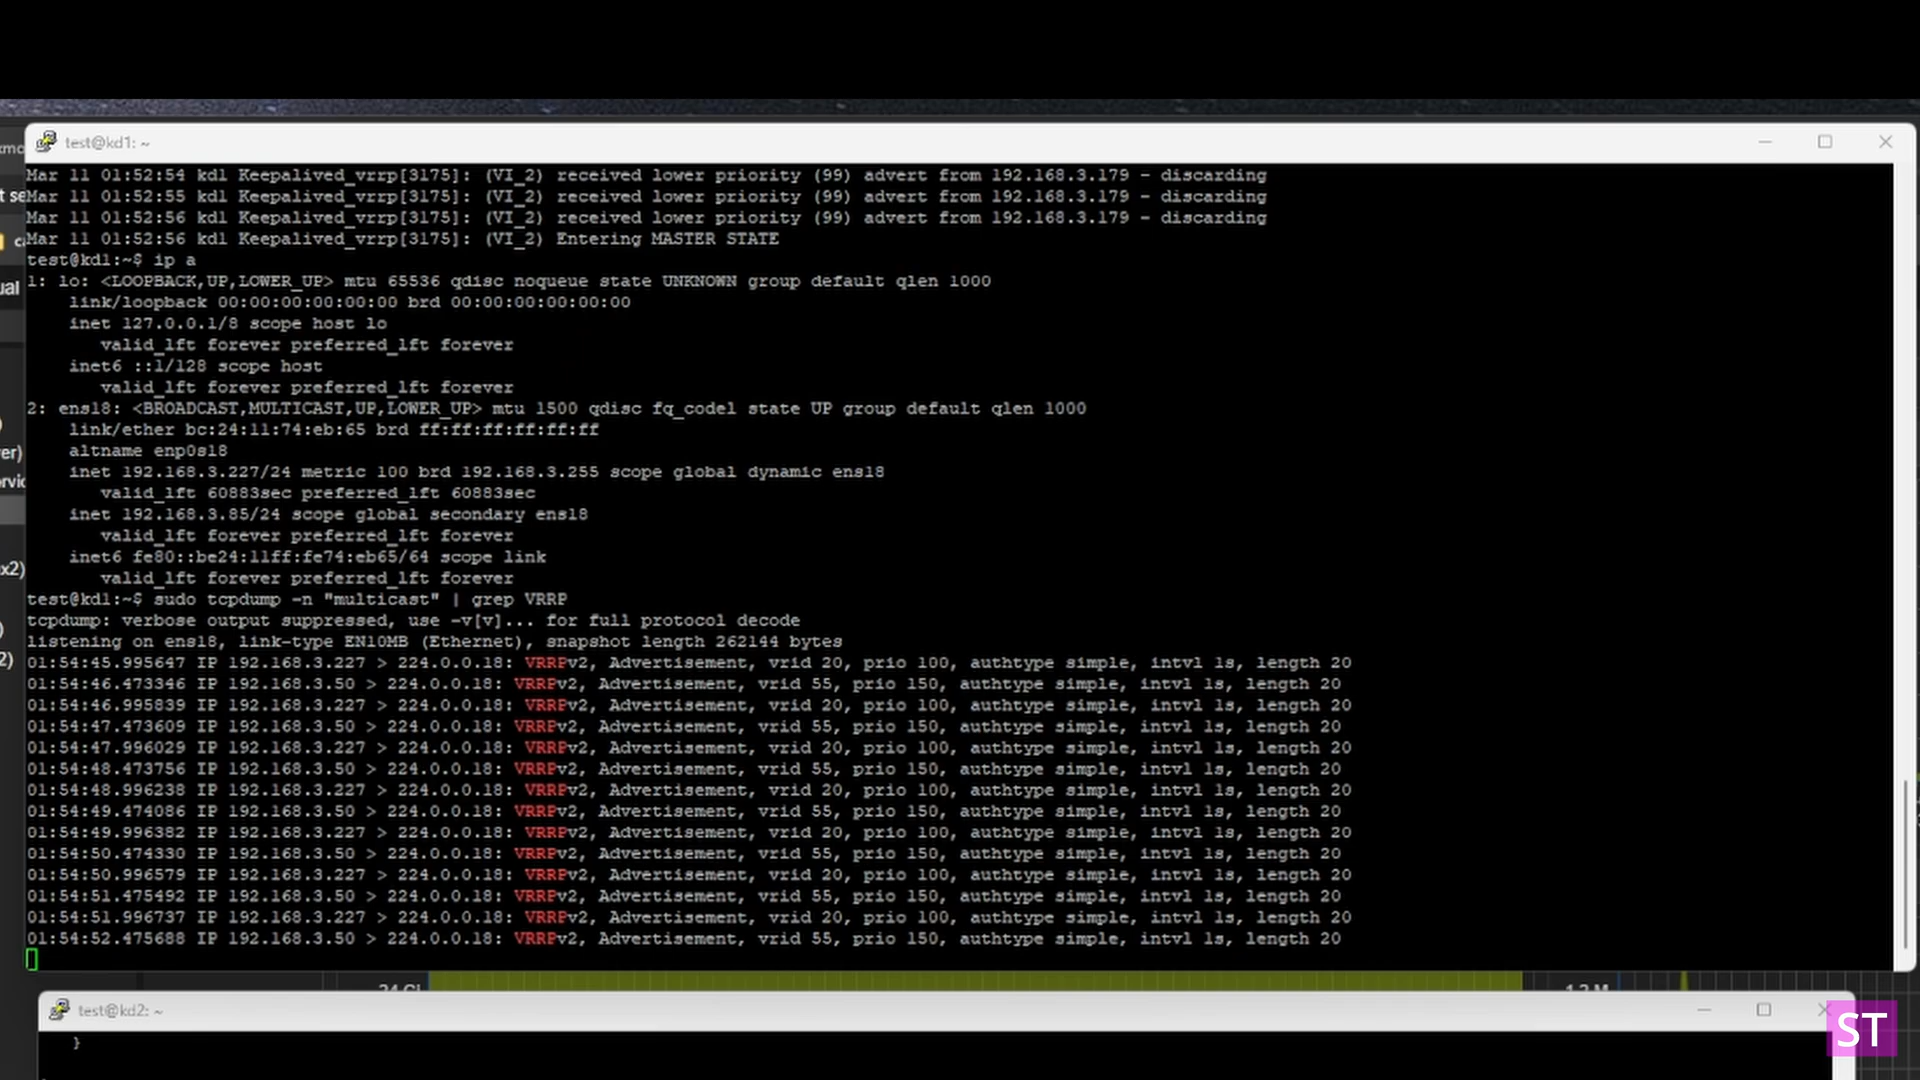 test@kd1: ~
Mar 11 01:52:54 kd1 Keepalived_vrrp[3175]: (VI_2) received lower priority (99) advert from 192.168.3.179 - discarding
Mar 11 01:52:55 kd1 Keepalived_vrrp[3175]: (VI_2) received lower priority (99) advert from 192.168.3.179 - discarding
Mar 11 01:52:56 kd1 Keepalived_vrrp[3175]: (VI_2) received lower priority (99) advert from 192.168.3.179 - discarding
Mar 11 01:52:56 kd1 Keepalived_vrrp[3175]: (VI_2) Entering MASTER STATE
test@kd1:~$ ip a
1: lo: <LOOPBACK,UP,LOWER_UP> mtu 65536 qdisc noqueue state UNKNOWN group default qlen 1000
link/loopback 00:00:00:00:00:00 brd 00:00:00:00:00:00
inet 127.0.0.1/8 scope host lo
valid_lft forever preferred_lft forever
inet6 ::1/128 scope host
valid_lft forever preferred_lft forever
2: ens18: <BROADCAST,MULTICAST,UP,LOWER_UP> mtu 1500 qdisc fq_codel state UP group default qlen 1000
link/ether bc:24:11:74:eb:65 brd ff:ff:ff:ff:ff:ff
altname enp0s18
inet 192.168.3.227/24 metric 100 brd 192.168.3.255 scope global dynamic ens18
valid_lft 60883sec preferred_lft 60883sec
inet 192.168.3.85/24 scope global secondary ens18
valid_lft forever preferred_lft forever
inet6 fe80::be24:11ff:fe74:eb65/64 scope link
valid_lft forever preferred_lft forever
test@kd1:~$ sudo tcpdump -n "multicast" | grep VRRP
tcpdump: verbose output suppressed, use -v[v]... for full protocol decode
listening on ens18, link-type EN10MB (Ethernet), snapshot length 262144 bytes
01:54:45.995647 IP 192.168.3.227 > 224.0.0.18: VRRPv2, Advertisement, vrid 20, prio 100, authtype simple, intvl 1s, length 20
01:54:46.473346 IP 192.168.3.50 > 224.0.0.18: VRRPv2, Advertisement, vrid 55, prio 150, authtype simple, intvl 1s, length 20
01:54:46.995839 IP 192.168.3.227 > 224.0.0.18: VRRPv2, Advertisement, vrid 20, prio 100, authtype simple, intvl 1s, length 20
01:54:47.473609 IP 192.168.3.50 > 224.0.0.18: VRRPv2, Advertisement, vrid 55, prio 150, authtype simple, intvl 1s, length 20
01:54:47.996029 IP 192.168.3.227 > 224.0.0.18: VRRPv2, Advertisement, vrid 20, prio 100, authtype simple, intvl 1s, length 20
01:54:48.473756 IP 192.168.3.50 > 224.0.0.18: VRRPv2, Advertisement, vrid 55, prio 150, authtype simple, intvl 1s, length 20
01:54:48.996238 IP 192.168.3.227 > 224.0.0.18: VRRPv2, Advertisement, vrid 20, prio 100, authtype simple, intvl 1s, length 20
01:54:49.474086 IP 192.168.3.50 > 224.0.0.18: VRRPv2, Advertisement, vrid 55, prio 150, authtype simple, intvl 1s, length 20
01:54:49.996382 IP 192.168.3.227 > 224.0.0.18: VRRPv2, Advertisement, vrid 20, prio 100, authtype simple, intvl 1s, length 20
01:54:50.474330 IP 192.168.3.50 > 224.0.0.18: VRRPv2, Advertisement, vrid 55, prio 150, authtype simple, intvl 1s, length 20
01:54:50.996579 IP 192.168.3.227 > 224.0.0.18: VRRPv2, Advertisement, vrid 20, prio 100, authtype simple, intvl 1s, length 20
01:54:51.475492 IP 192.168.3.50 > 224.0.0.18: VRRPv2, Advertisement, vrid 55, prio 150, authtype simple, intvl 1s, length 20
01:54:51.996737 IP 192.168.3.227 > 224.0.0.18: VRRPv2, Advertisement, vrid 20, prio 100, authtype simple, intvl 1s, length 20
01:54:52.475688 IP 192.168.3.50 > 224.0.0.18: VRRPv2, Advertisement, vrid 55, prio 150, authtype simple, intvl 1s, length 20
test@kd2: ~
}
ST